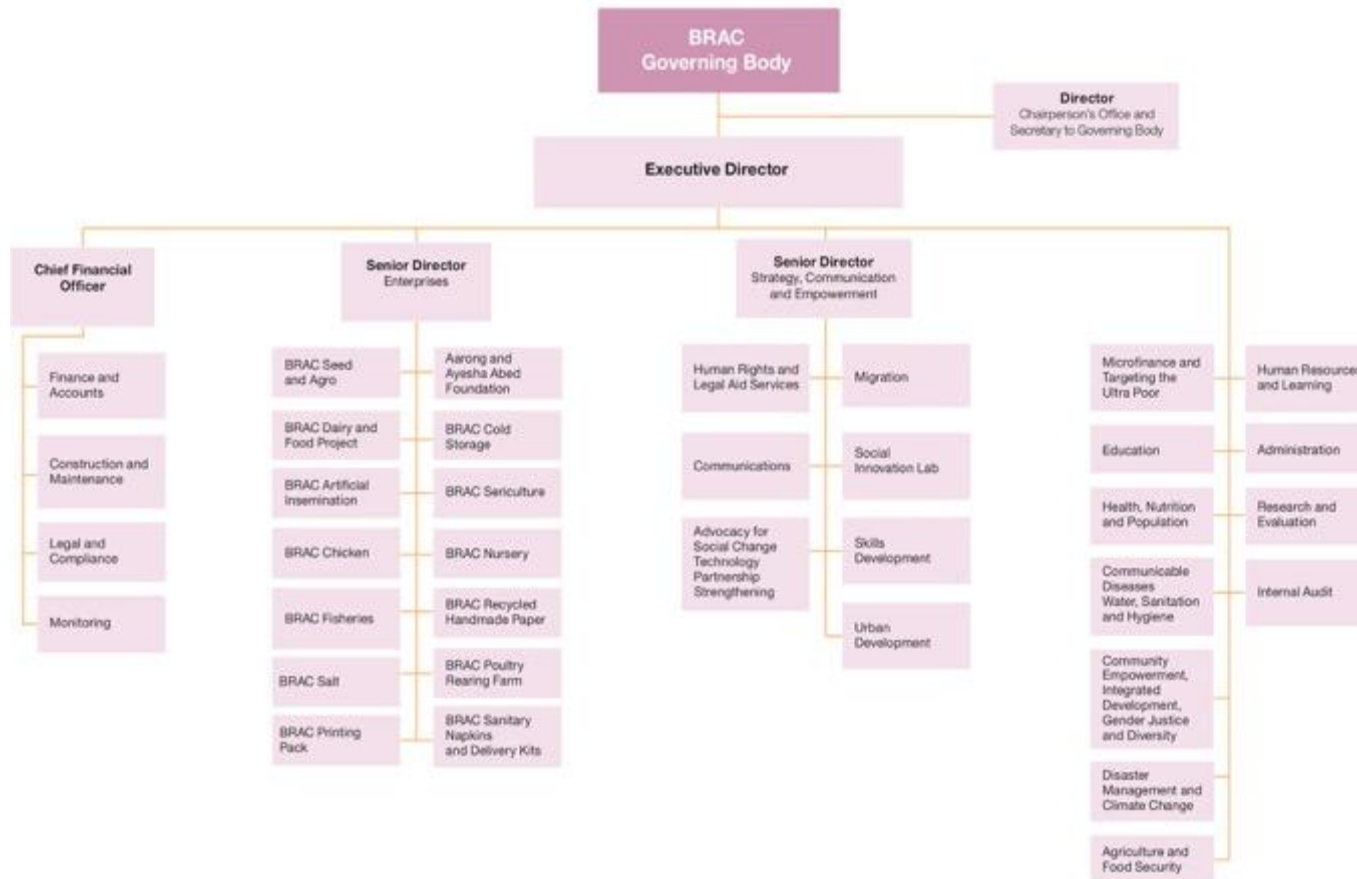 BRAC
Governing Body
Director
Chairperson's Office and
Secretary to Governing Body
Executive Director
Chief Financial
Officer
Finance and
Accounts
Construction and
Maintenance
Legal and
Compliance
Monitoring
Senior Director
Enterprises
BRAC Seed
and Agro
Aarong and
Ayesha Abed
Foundation
BRAC Dairy and
Food Project
BRAC Cold
Storage
BRAC Artificial
Insemination
BRAC Sericulture
BRAC Chicken
BRAC Nursery
BRAC Fisheries
BRAC Recycled
Handmade Paper
BRAC Salt
BRAC Poultry
Rearing Farm
BRAC Printing
Pack
BRAC Sanitary
Napkins
and Delivery Kits
Senior Director
Strategy, Communication
and Empowerment
Human Rights and
Legal Aid Services
Migration
Communications
Social
Innovation Lab
Advocacy for
Social Change
Technology
Partnership
Strengthening
Skills
Development
Urban
Development
Microfinance and
Targeting the
Ultra Poor
Human Resources
and Learning
Education
Administration
Health, Nutrition
and Population
Research and
Evaluation
Communicable
Diseases
Water, Sanitation
and Hygiene
Internal Audit
Community
Empowerment,
Integrated
Development,
Gender Justice
and Diversity
Disaster
Management and
Climate Change
Agriculture and
Food Security